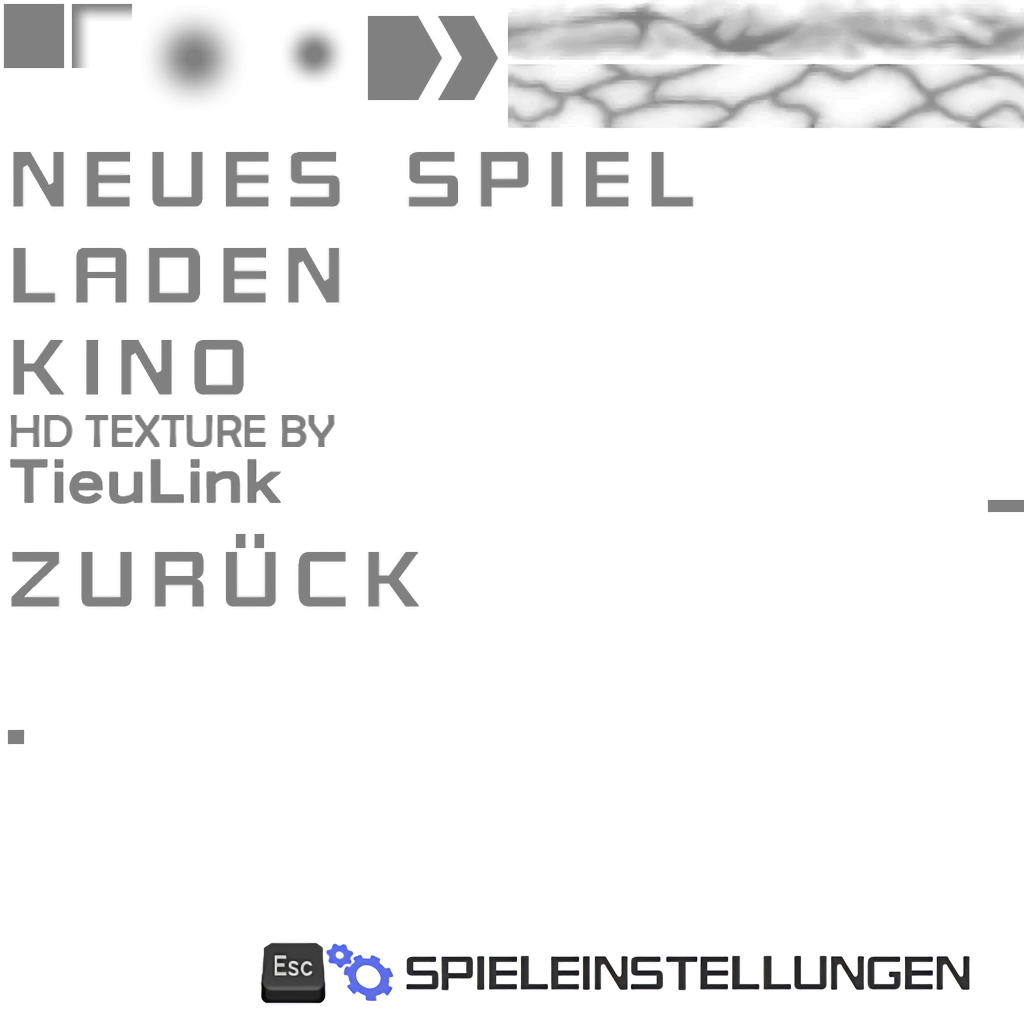 NEUES SPIEL
LADEN
KINO
HD TEXTURE BY
TieuLink
ZURÜCK
Esc SPIELEINSTELLUNGEN